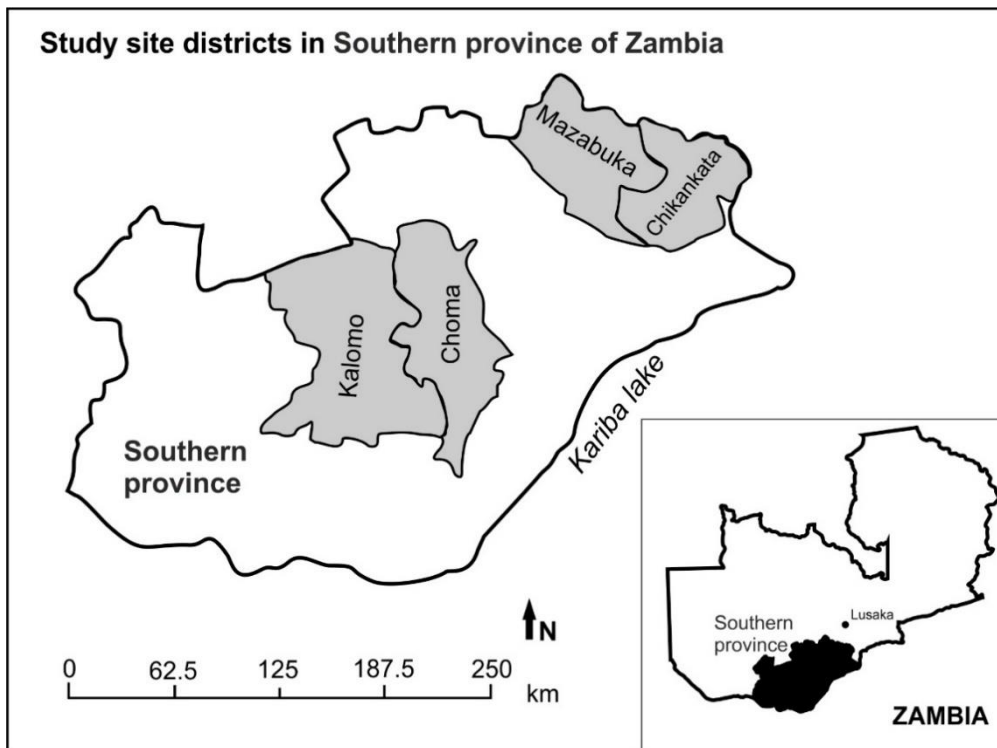 Study site districts in Southern province of Zambia
Mazabuka
Chikankata
Kalomo
Choma
Kariba lake
Southern
province
N
0 62.5 125 187.5 250
km
Lusaka
Southern
province
ZAMBIA